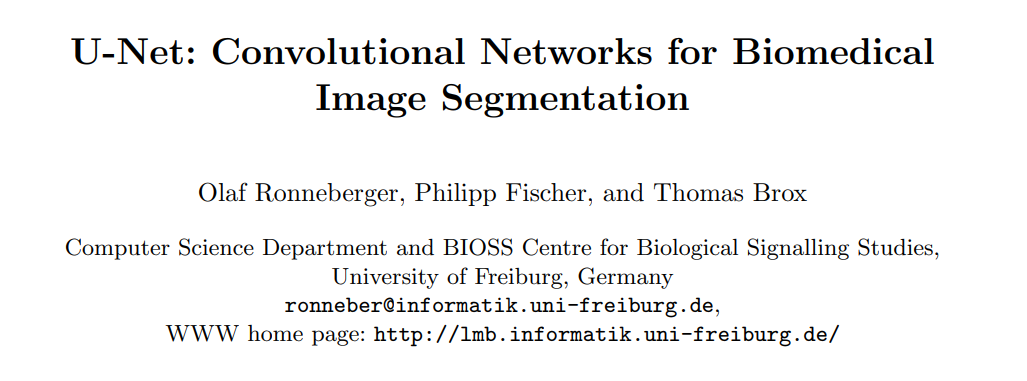 U-Net: Convolutional Networks for Biomedical
Image Segmentation
Olaf Ronneberger, Philipp Fischer, and Thomas Brox
Computer Science Department and BIOSS Centre for Biological Signalling Studies,
University of Freiburg, Germany
ronneber@informatik.uni-freiburg.de,
WWW home page: http://lmb.informatik.uni-freiburg.de/